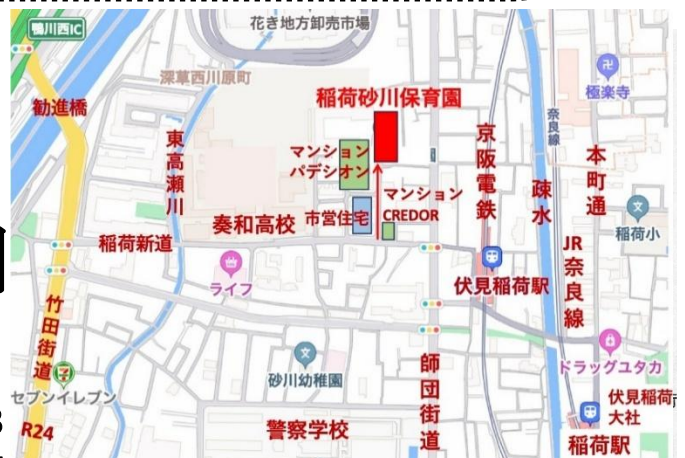 花き地方卸売市場
鴨川西IC
深草西川原町
勧進橋
稲荷砂川保育園
極楽寺
奈良線
東高瀬川
マンション
パデシオン
京阪電鉄
本町通
マンション
CREDOR
疏水
市営住宅
奏和高校
稲荷小
稲荷新道
JR奈良線
ライフ
伏見稲荷駅
竹田街道
ドラッグユタカ
砂川幼稚園
師団街道
セブンイレブン
伏見稲荷
大社
R24
警察学校
稲荷駅